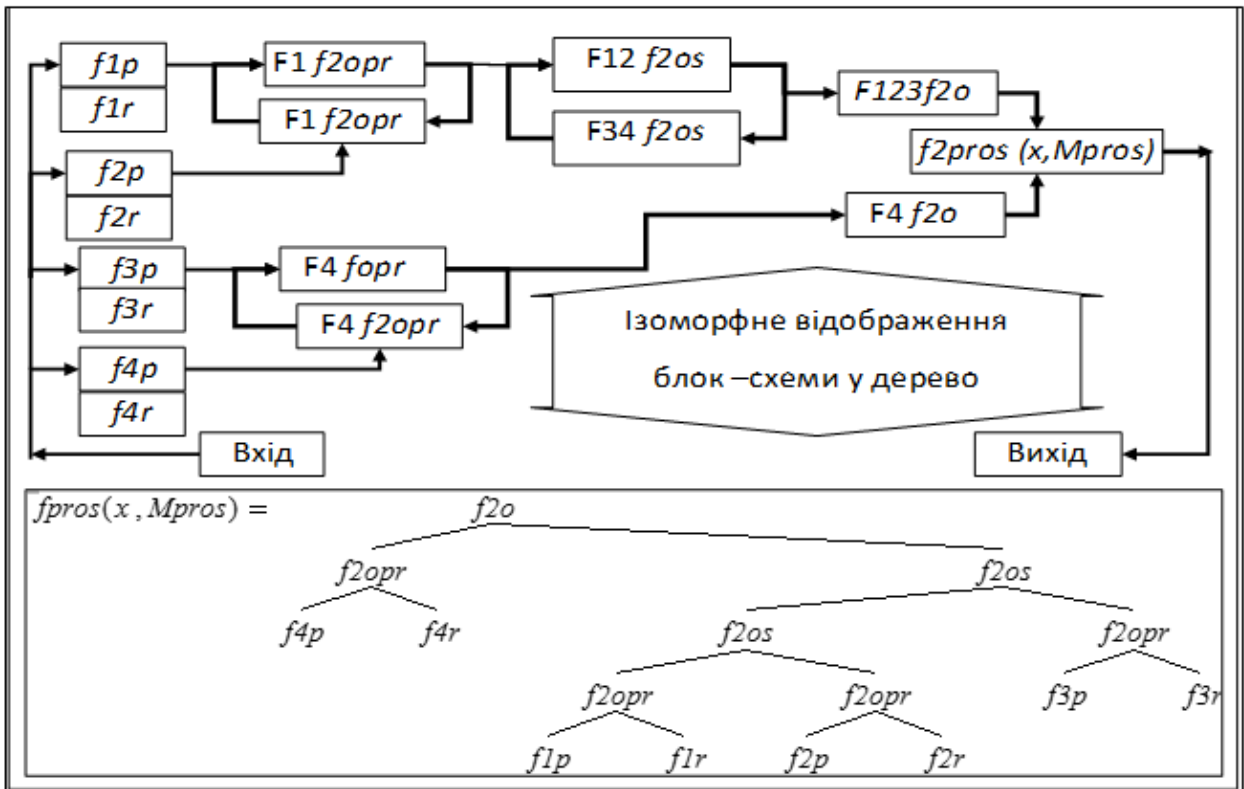 f1p
f1r
F1 f2opr
F1 f2opr
F12 f2os
F34 f2os
F123f2o
f2pros (x,Mpros)
f2p
f2r
F4 f2o
f3p
f3r
F4 fopr
F4 f2opr
Ізоморфне відображення
блок –схеми у дерево
f4p
f4r
Вхід
Вихід
fpros(x , Mpros) = f2o
f2opr f2os
f4p f4r f2os f2opr
f2opr f2opr f3p f3r
f1p f1r f2p f2r